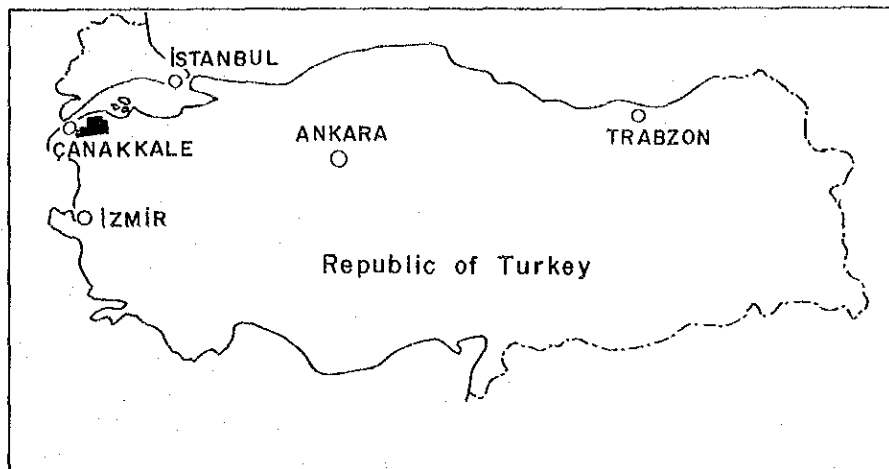 İSTANBUL
ANKARA
TRABZON
ÇANAKKALE
İZMİR
Republic of Turkey